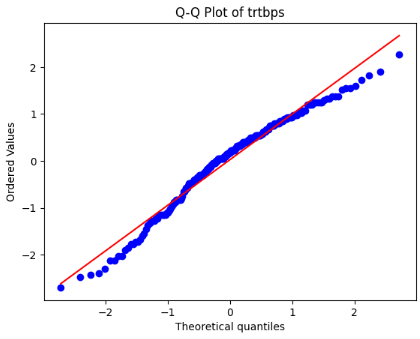 Q-Q Plot of trtbps
Ordered Values
2
1
0
−1
−2
−2 −1 0 1 2
Theoretical quantiles